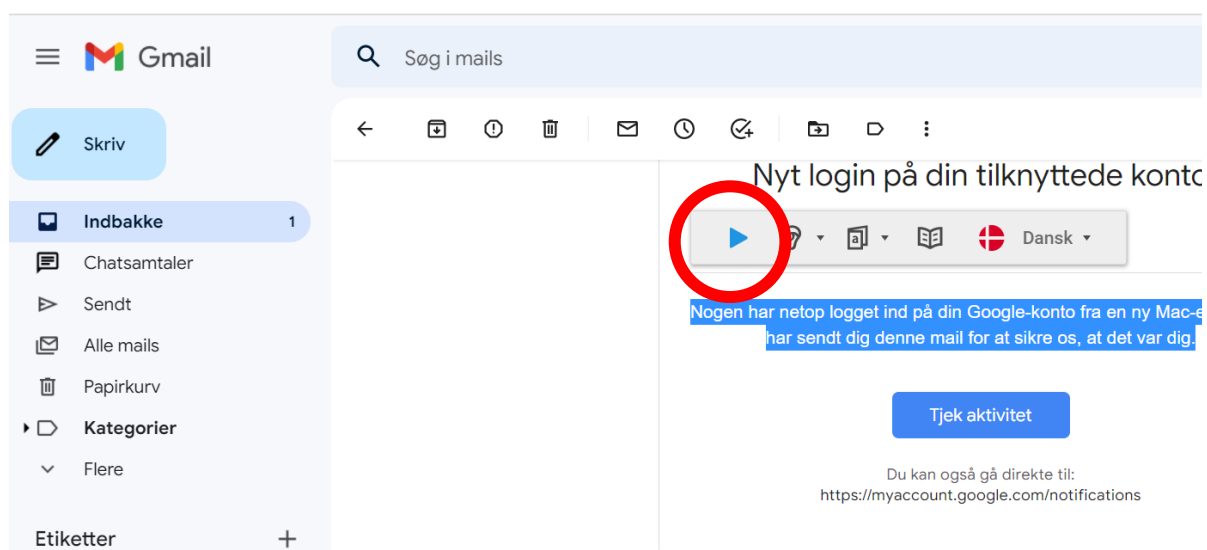 Gmail
Søg i mails
Skriv
Nyt login på din tilknyttede konto
Dansk
Indbakke 1
Chatsamtaler
Sendt
Alle mails
Papirkurv
Kategorier
Flere
Etiketter
Nogen har netop logget ind på din Google-konto fra en ny Mac-e
har sendt dig denne mail for at sikre os, at det var dig.
Tjek aktivitet
Du kan også gå direkte til:
https://myaccount.google.com/notifications